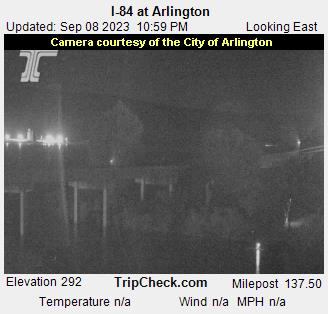 I-84 at Arlington
Updated: Sep 08 2023 10:59 PM Looking East
Camera courtesy of the City of Arlington
Elevation 292 TripCheck.com Milepost 137.50
Temperature n/a Wind n/a MPH n/a